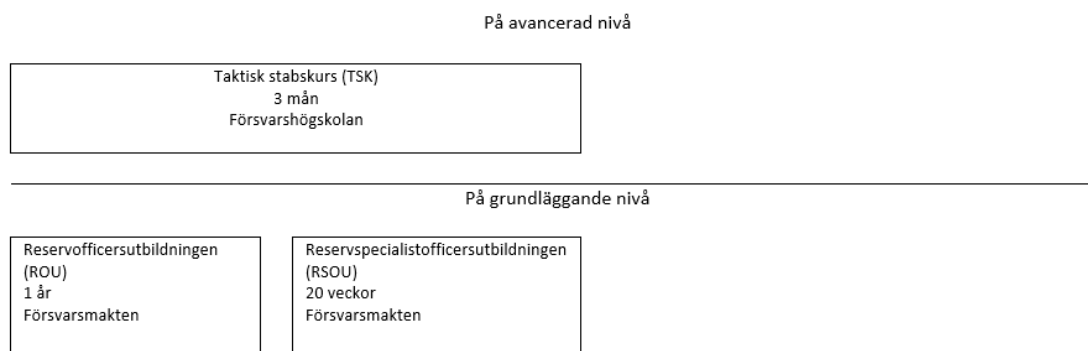 På avancerad nivå
Taktisk stabskurs (TSK)
3 mån
Försvarshögskolan
På grundläggande nivå
Reservofficersutbildningen
(ROU)
1 år
Försvarsmakten
Reservspecialistofficersutbildningen
(RSOU)
20 veckor
Försvarsmakten